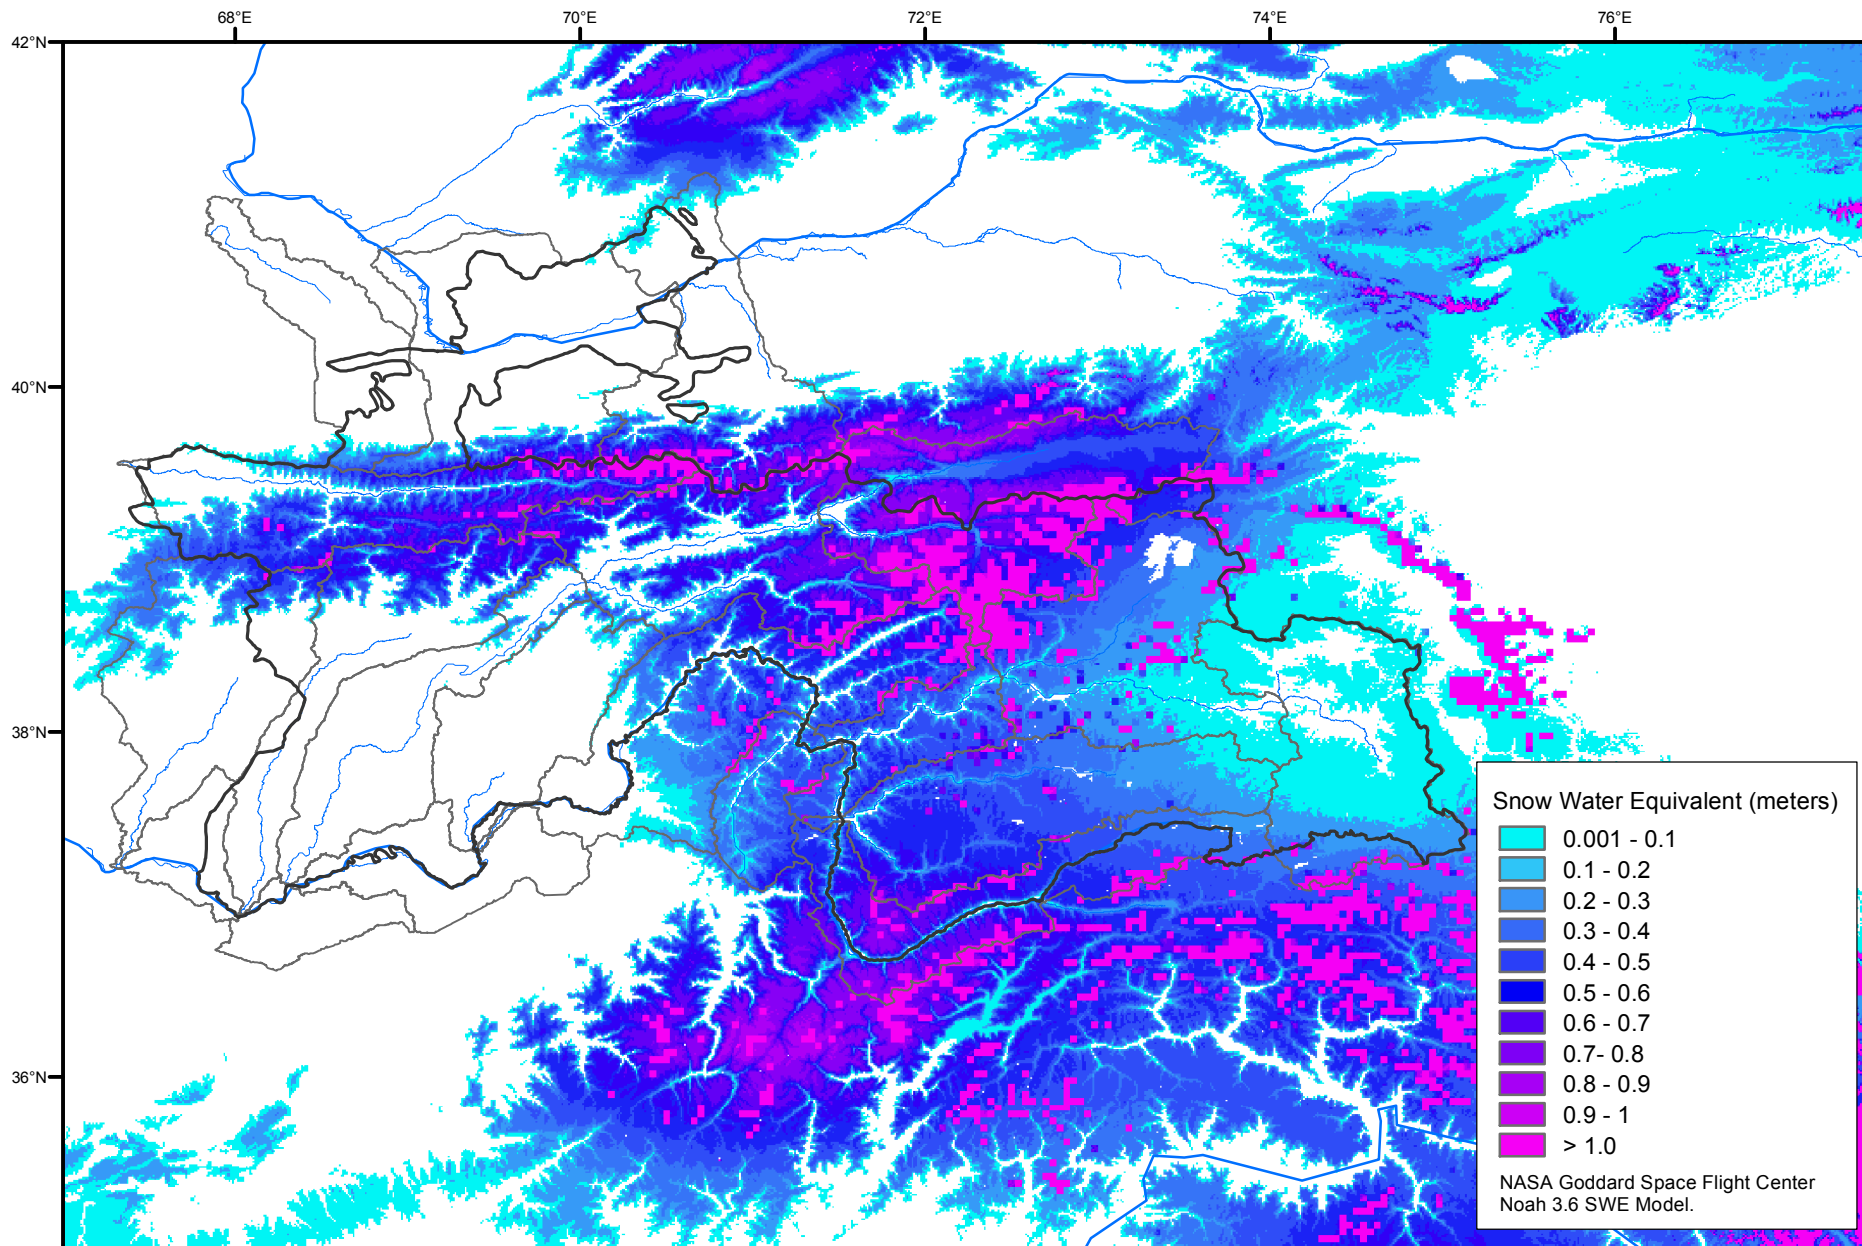 68°E 70°E 72°E 74°E 76°E
42°N
40°N
38°N
36°N
Snow Water Equivalent (meters)
0.001 - 0.1
0.1 - 0.2
0.2 - 0.3
0.3 - 0.4
0.4 - 0.5
0.5 - 0.6
0.6 - 0.7
0.7- 0.8
0.8 - 0.9
0.9 - 1
> 1.0
NASA Goddard Space Flight Center
Noah 3.6 SWE Model.